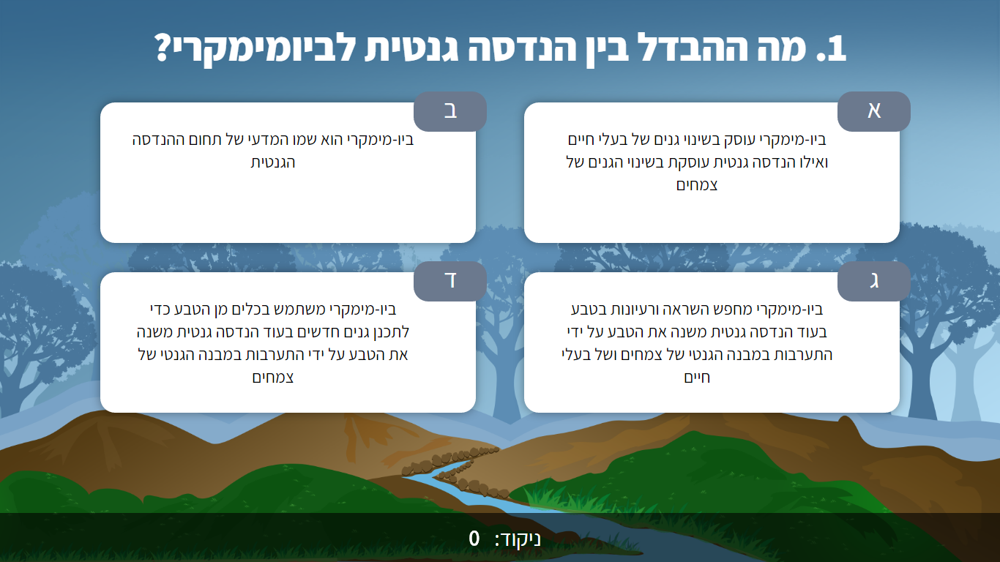 1. מה ההבדל בין הנדסה גנטית לביומימקרי?
א
ביו-מימקרי עוסק בשינוי גנים של בעלי חיים
ואילו הנדסה גנטית עוסקת בשינוי הגנים של
צמחים
ב
ביו-מימקרי הוא שמו המדעי של תחום ההנדסה
הגנטית
ג
ביו-מימקרי מחפש השראה ורעיונות בטבע
בעוד הנדסה גנטית משנה את הטבע על ידי
התערבות במבנה הגנטי של צמחים ושל בעלי
חיים
ד
ביו-מימקרי משתמש בכלים מן הטבע כדי
לתכנן גנים חדשים בעוד הנדסה גנטית משנה
את הטבע על ידי התערבות במבנה הגנטי של
צמחים
ניקוד: 0